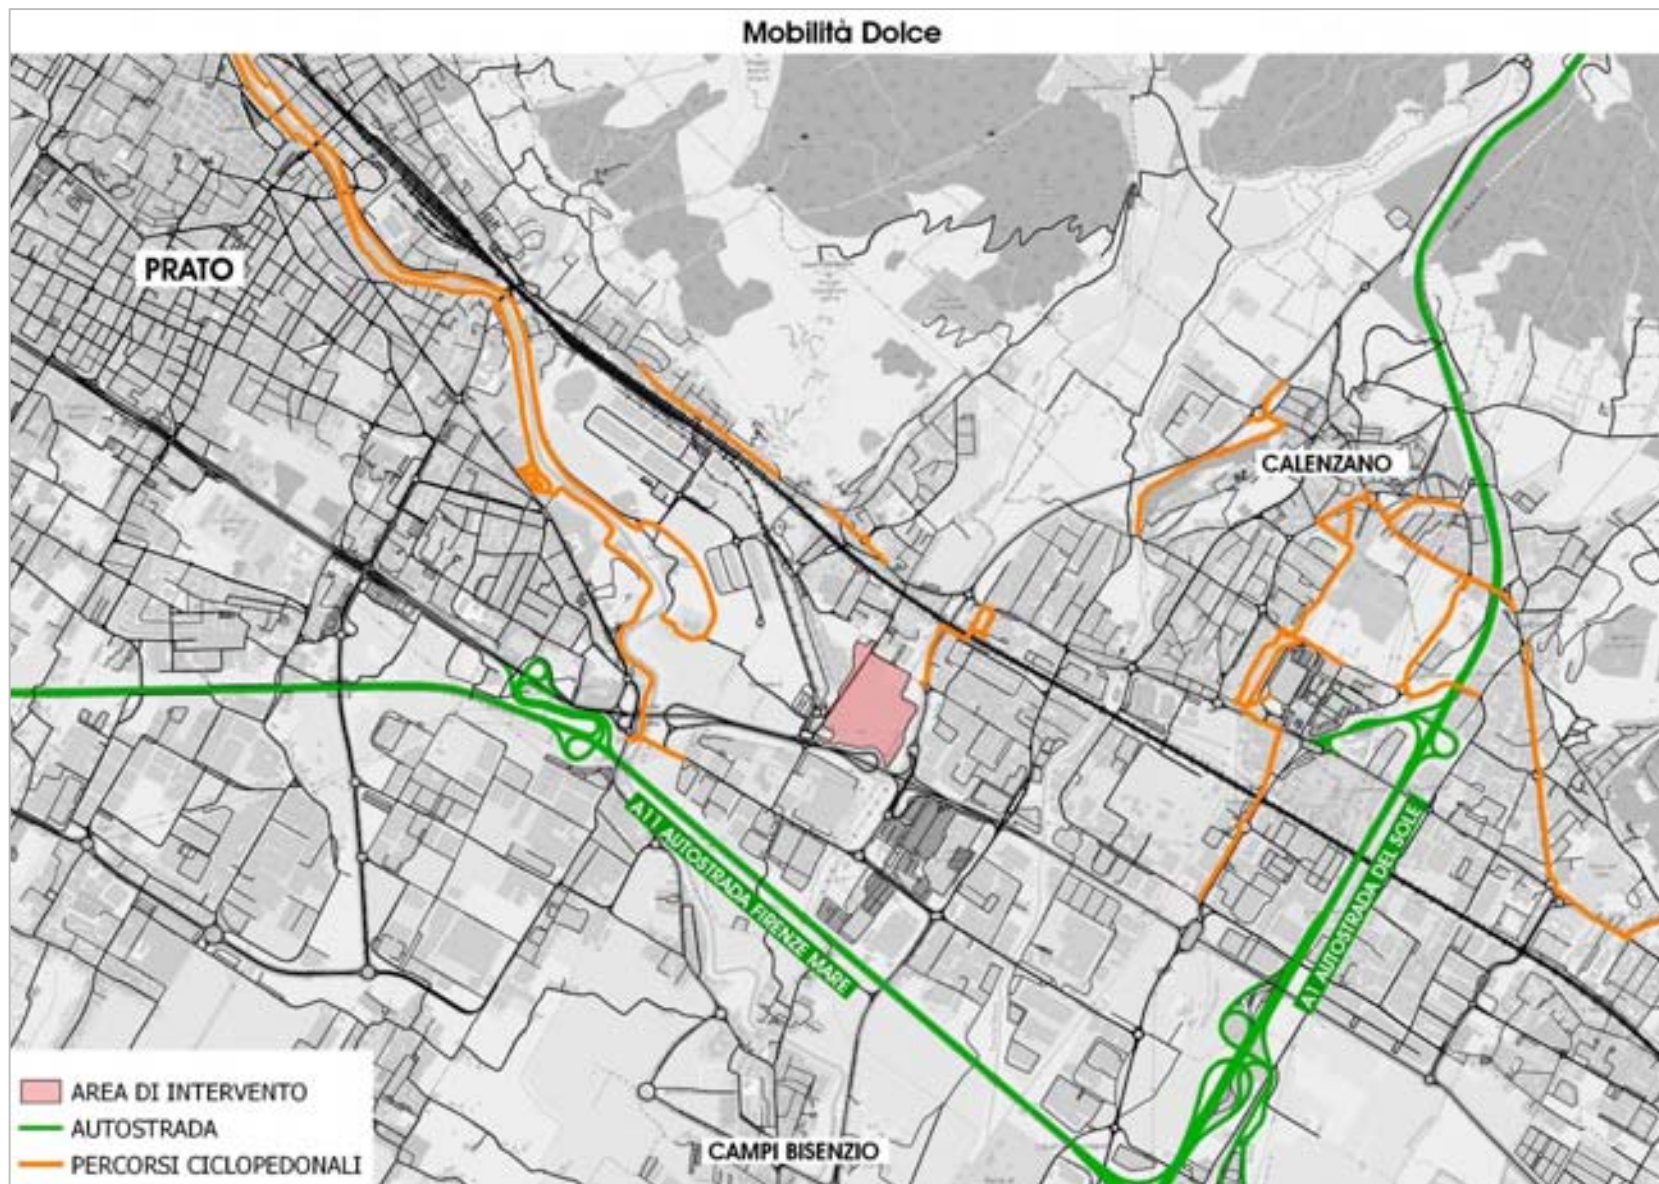 Mobilità Dolce
PRATO
CALENZANO
A11 AUTOSTRADA FIRENZE MARE
A1 AUTOSTRADA DEL SOLE
CAMPI BISENZIO
AREA DI INTERVENTO
AUTOSTRADA
PERCORSI CICLOPEDONALI